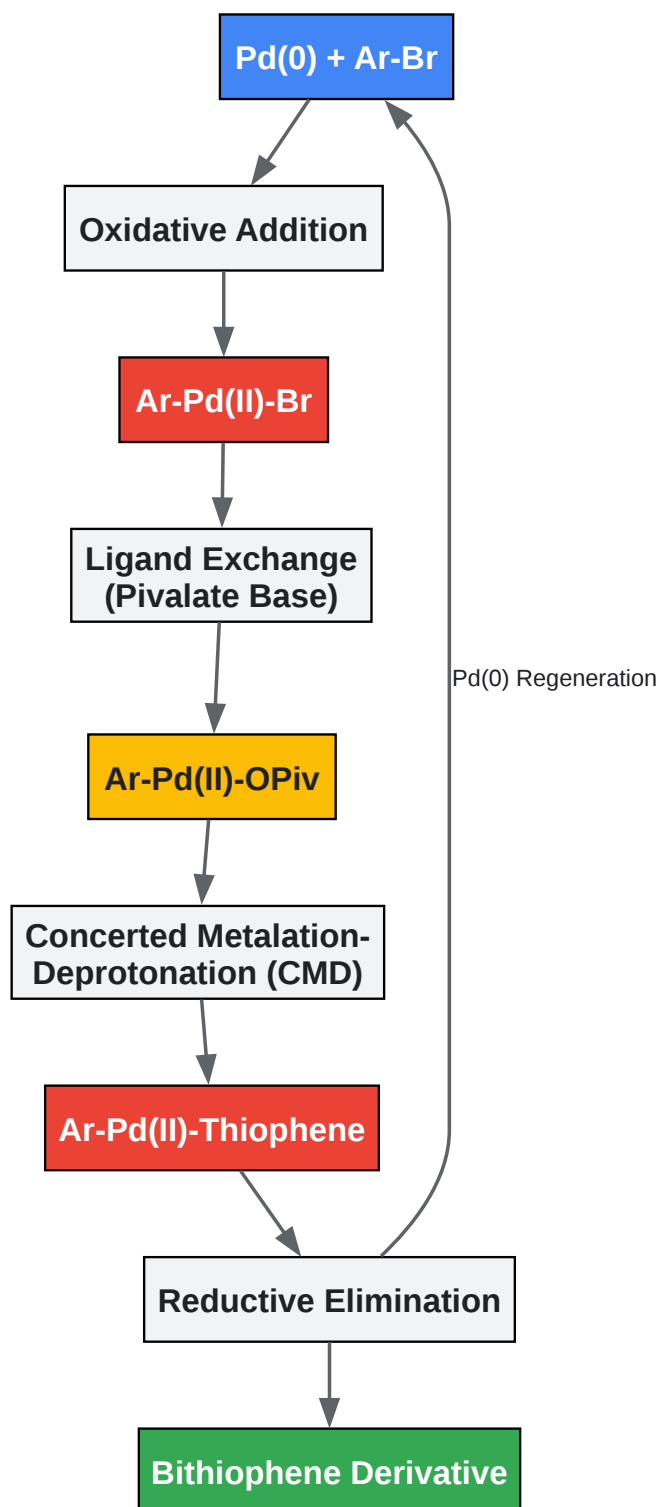 Pd(0) + Ar-Br
Oxidative Addition
Ar-Pd(II)-Br
Ligand Exchange
(Pivalate Base)
Pd(0) Regeneration
Ar-Pd(II)-OPiv
Concerted Metalation-
Deprotonation (CMD)
Ar-Pd(II)-Thiophene
Reductive Elimination
Bithiophene Derivative